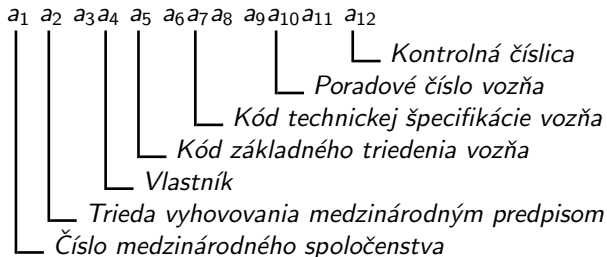 a1 a2 a3a4 a5 a6a7a8 a9a10a11 a12
Kontrolná číslica
Poradové číslo vozňa
Kód technickej špecifikácie vozňa
Kód základného triedenia vozňa
Vlastník
Trieda vyhovovania medzinárodným predpisom
Číslo medzinárodného spoločenstva